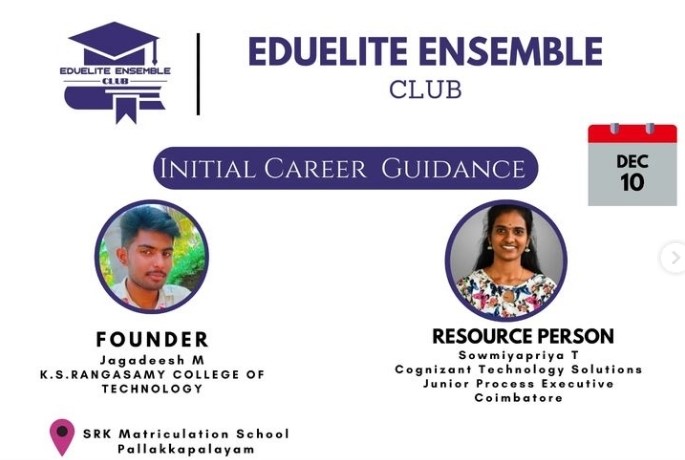 EDUELITE ENSEMBLE
CLUB
EDUELITE ENSEMBLE
CLUB
INITIAL CAREER GUIDANCE
DEC
10
FOUNDER
Jagadeesh M
K.S.RANGASAMY COLLEGE OF
TECHNOLOGY
RESOURCE PERSON
Sowmiyapriya T
Cognizant Technology Solutions
Junior Process Executive
Coimbatore
SRK Matriculation School
Pallakkapalayam